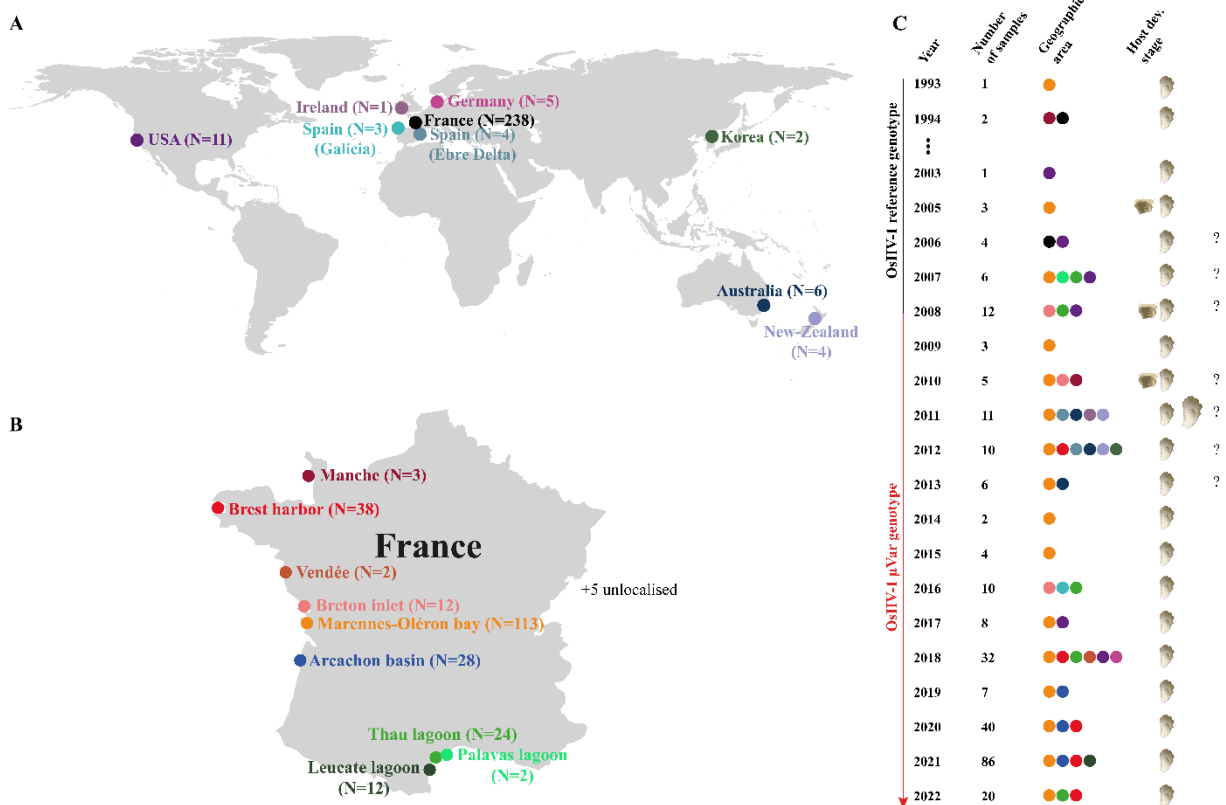 A
Ireland (N=1)
Germany (N=5)
France (N=238)
Spain (N=3)
(Galicia)
Spain (N=4)
(Ebre Delta)
USA (N=11)
Korea (N=2)
Australia (N=6)
New-Zealand
(N=4)
B
Manche (N=3)
Brest harbor (N=38)
France
Vendée (N=2)
+5 unlocalised
Breton inlet (N=12)
Marennes-Oléron bay (N=113)
Arcachon basin (N=28)
Thau lagoon (N=24)
Palavas lagoon
(N=2)
Leucate lagoon
(N=12)
C
Year
Number
of samples
Geographic
area
Host dev.
stage
OsHV-1 reference genotype
OsHV-1 µVar genotype
1993 1
1994 2
2003 1
2005 3
2006 4 ?
2007 6 ?
2008 12 ?
2009 3
2010 5 ?
2011 11 ?
2012 10 ?
2013 6 ?
2014 2
2015 4
2016 10
2017 8
2018 32
2019 7
2020 40
2021 86
2022 20